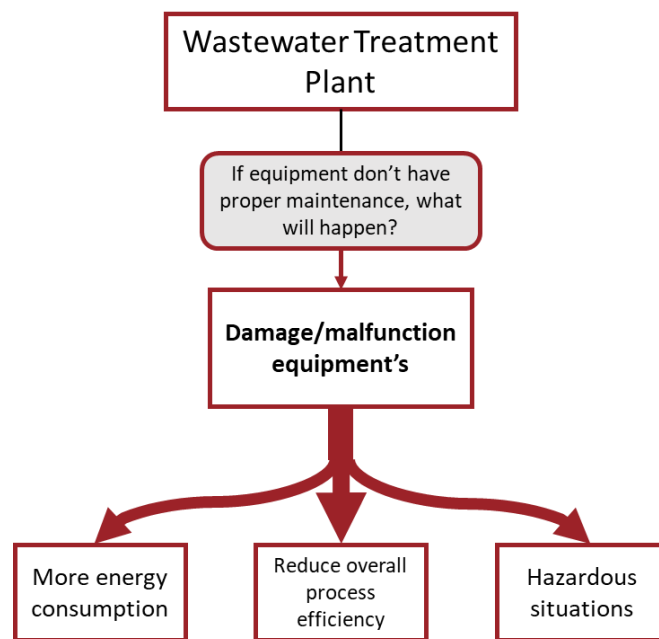 Wastewater Treatment
Plant
If equipment don't have
proper maintenance, what
will happen?
Damage/malfunction
equipment's
More energy
consumption
Reduce overall
process
efficiency
Hazardous
situations